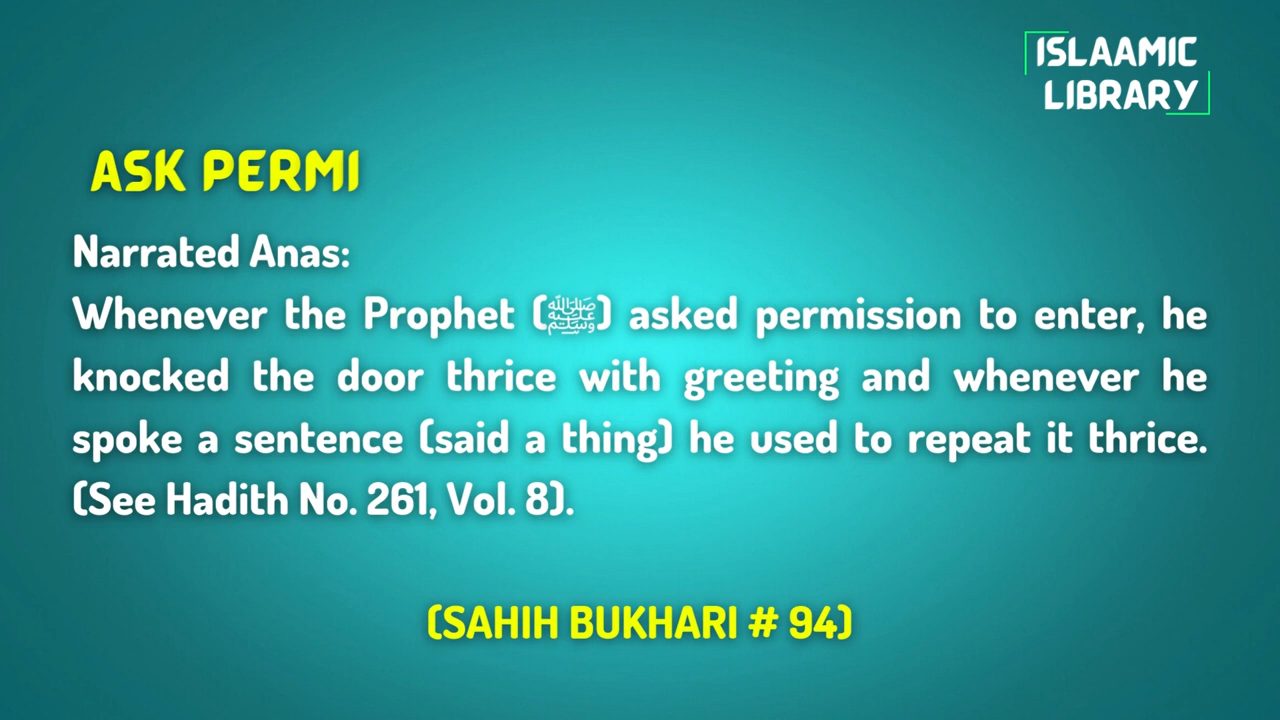 ISLAAMIC
LIBRARY
ASK PERMI
Narrated Anas:
Whenever the Prophet (ﷺ) asked permission to enter, he
knocked the door thrice with greeting and whenever he
spoke a sentence (said a thing) he used to repeat it thrice.
(See Hadith No. 261, Vol. 8).
(SAHIH BUKHARI # 94)